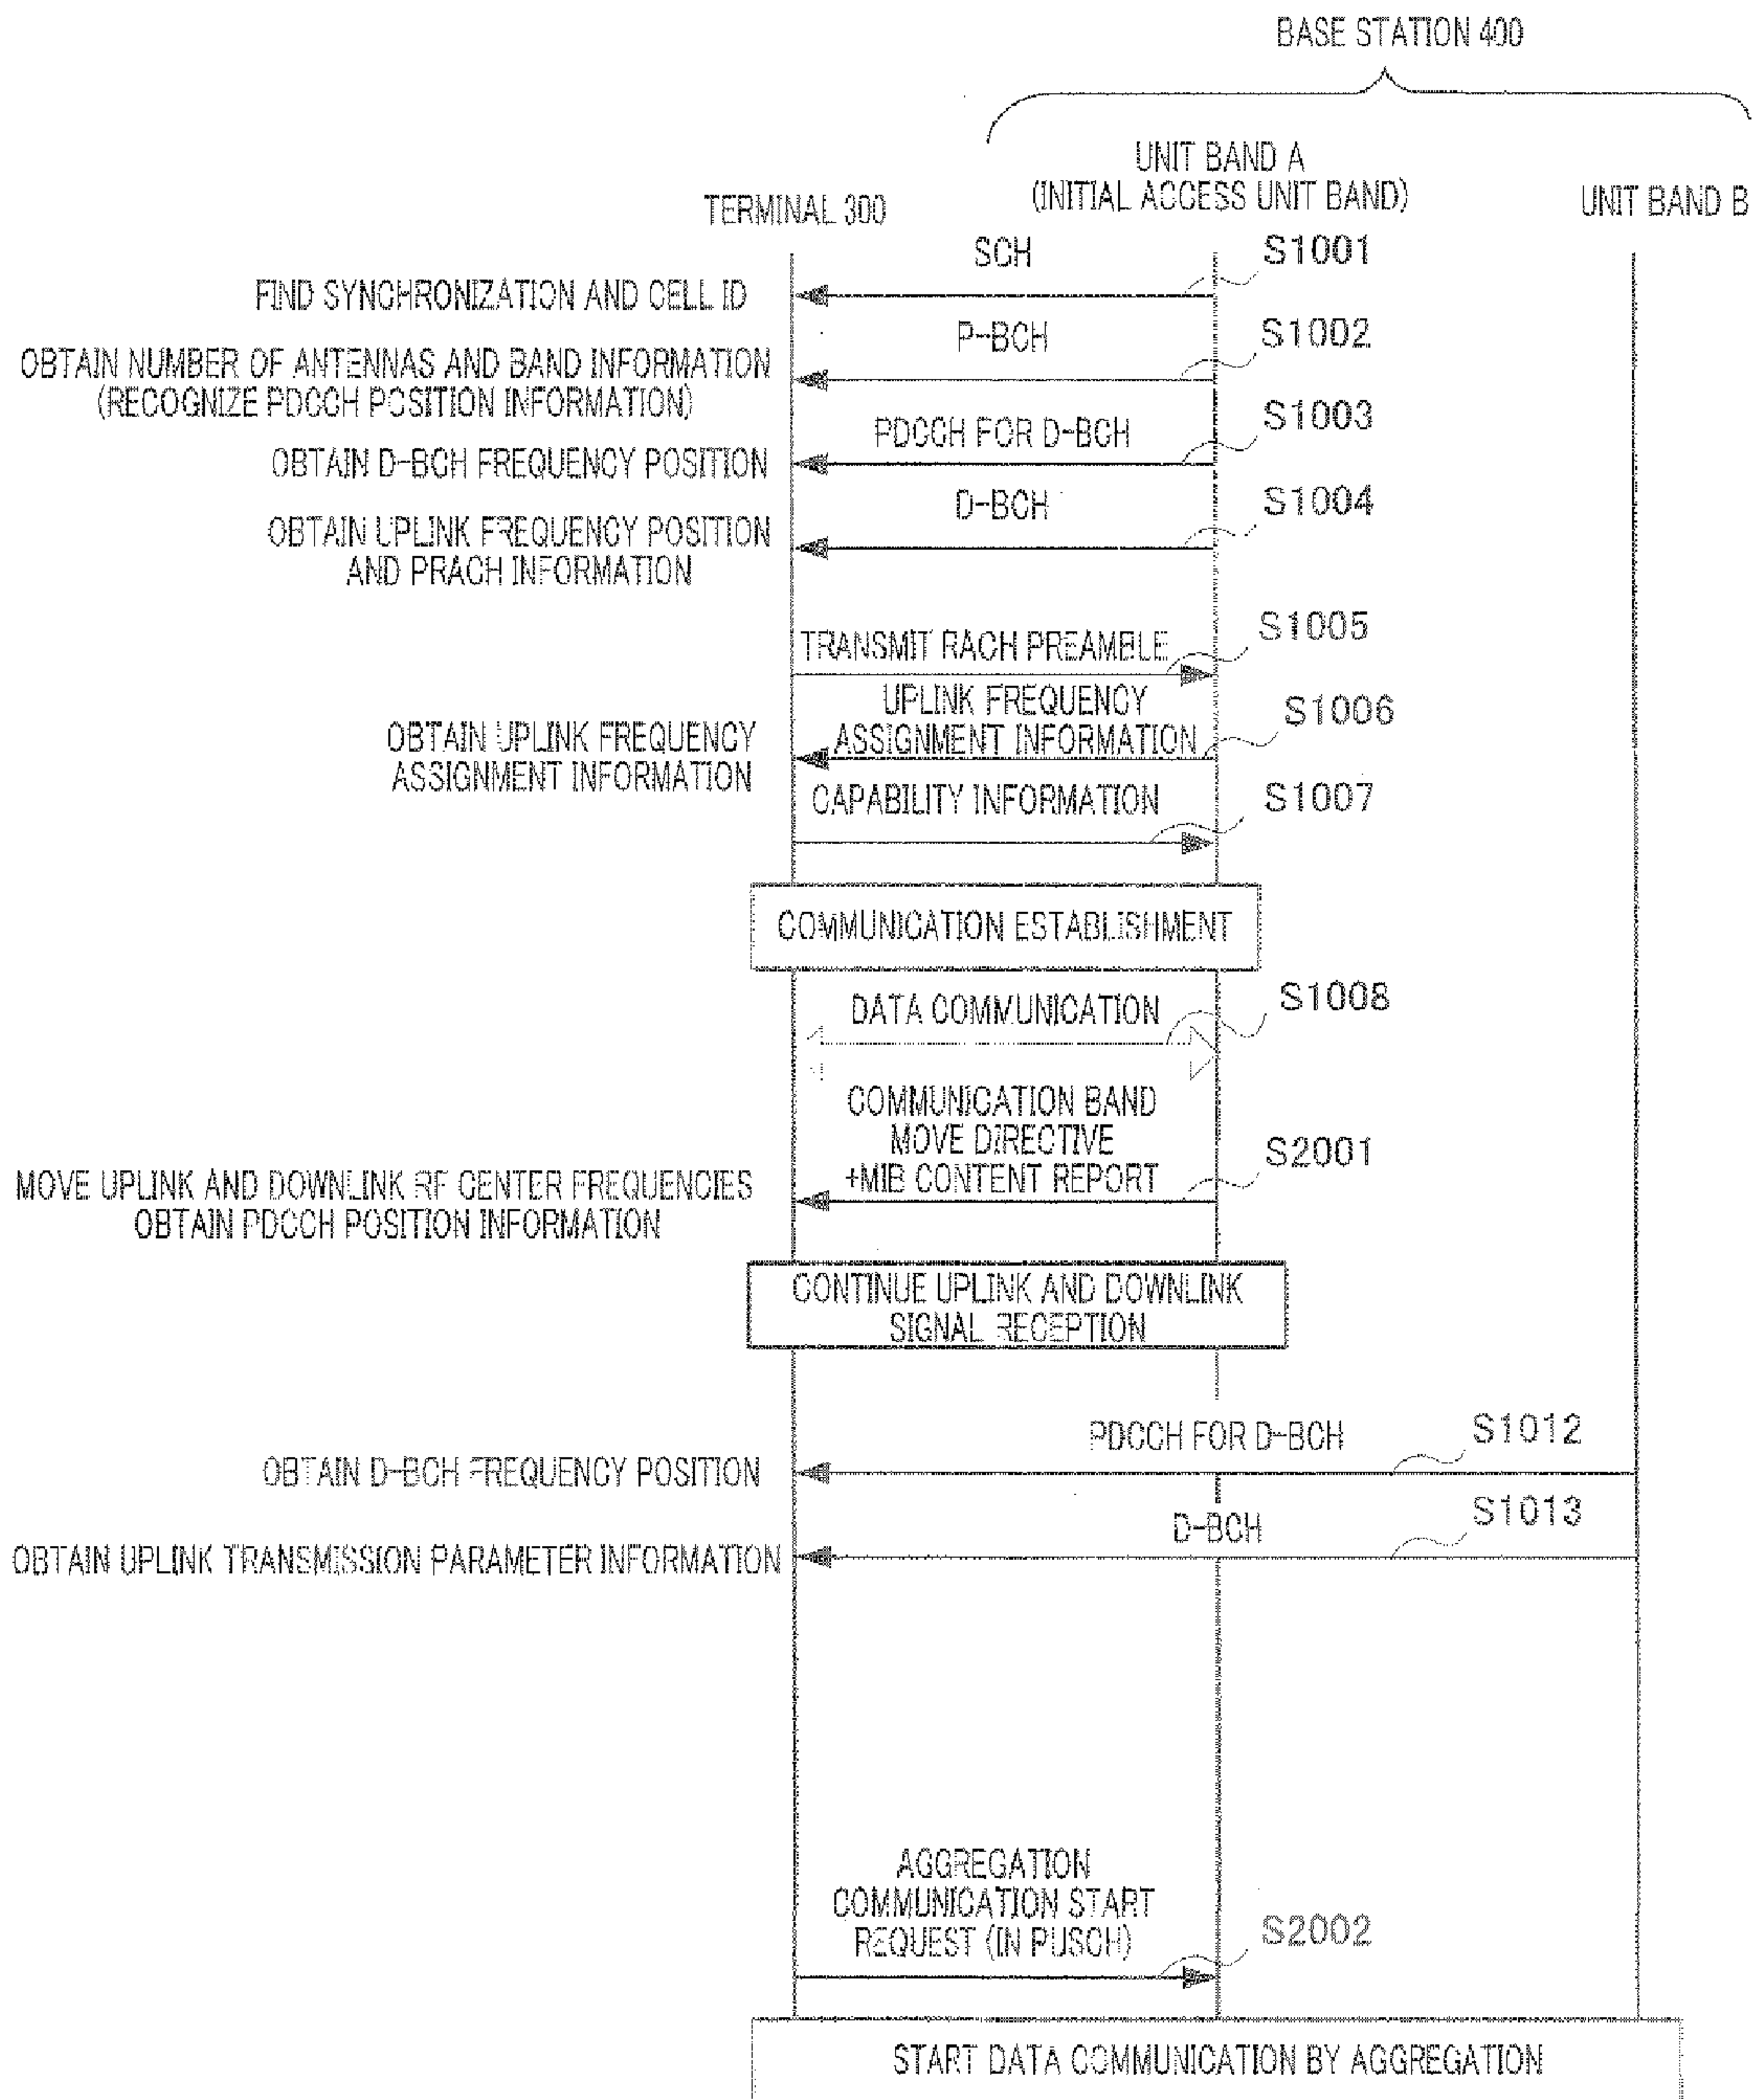 BASE STATION 400
UNIT BAND A
(INITIAL ACCESS UNIT BAND)
UNIT BAND B
TERMINAL 300
SCH
S1001
FIND SYNCHRONIZATION AND CELL ID
P-BCH
S1002
OBTAIN NUMBER OF ANTENNAS AND BAND INFORMATION
(RECOGNIZE PDCCH POSITION INFORMATION)
PDCCH FOR D-BCH
S1003
OBTAIN D-BCH FREQUENCY POSITION
D-BCH
S1004
OBTAIN UPLINK FREQUENCY POSITION
AND PRACH INFORMATION
TRANSMIT RACH PREAMBLE
S1005
UPLINK FREQUENCY
ASSIGNMENT INFORMATION
S1006
OBTAIN UPLINK FREQUENCY
ASSIGNMENT INFORMATION
CAPABILITY INFORMATION
S1007
COMMUNICATION ESTABLISHMENT
DATA COMMUNICATION
S1008
COMMUNICATION BAND
MOVE DIRECTIVE
+MIB CONTENT REPORT
S2001
MOVE UPLINK AND DOWNLINK RF CENTER FREQUENCIES
OBTAIN PDCCH POSITION INFORMATION
CONTINUE UPLINK AND DOWNLINK
SIGNAL RECEPTION
PDCCH FOR D-BCH
S1012
OBTAIN D-BCH FREQUENCY POSITION
D-BCH
S1013
OBTAIN UPLINK TRANSMISSION PARAMETER INFORMATION
AGGREGATION
COMMUNICATION START
REQUEST (IN PUSCH)
S2002
START DATA COMMUNICATION BY AGGREGATION